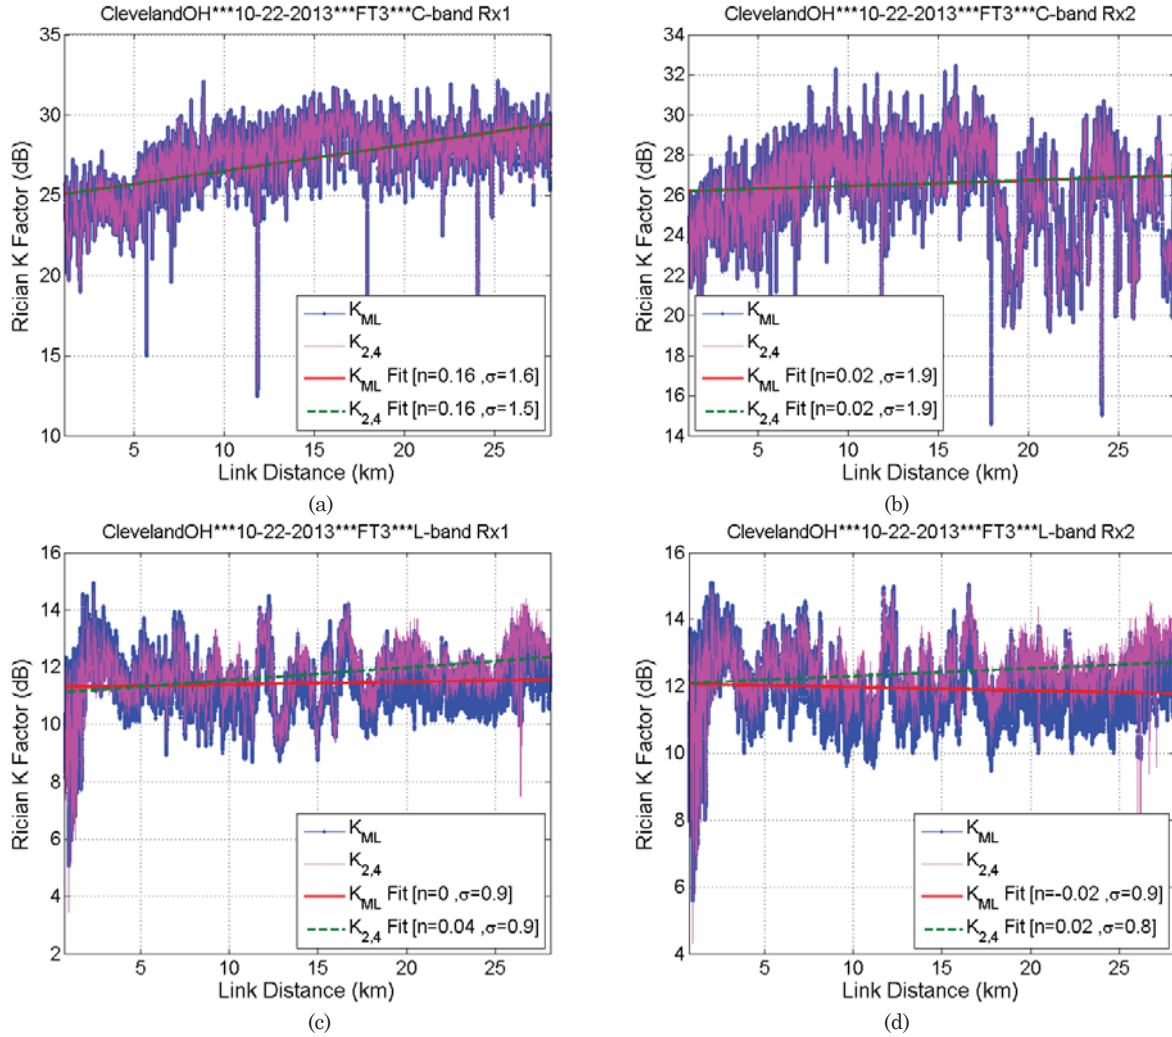 ClevelandOH***10-22-2013***FT3***C-band Rx1
35
30
25
20
15
10
Rician K Factor (dB)
K_ML
K_2,4
K_ML Fit [n=0.16 ,σ=1.6]
K_2,4 Fit [n=0.16 ,σ=1.5]
5 10 15 20 25
Link Distance (km)
(a)
ClevelandOH***10-22-2013***FT3***C-band Rx2
34
32
30
28
26
24
22
20
18
16
14
Rician K Factor (dB)
K_ML
K_2,4
K_ML Fit [n=0.02 ,σ=1.9]
K_2,4 Fit [n=0.02 ,σ=1.9]
5 10 15 20 25
Link Distance (km)
(b)
ClevelandOH***10-22-2013***FT3***L-band Rx1
16
14
12
10
8
6
4
2
Rician K Factor (dB)
K_ML
K_2,4
K_ML Fit [n=0 ,σ=0.9]
K_2,4 Fit [n=0.04 ,σ=0.9]
5 10 15 20 25
Link Distance (km)
(c)
ClevelandOH***10-22-2013***FT3***L-band Rx2
16
14
12
10
8
6
4
Rician K Factor (dB)
K_ML
K_2,4
K_ML Fit [n=-0.02 ,σ=0.9]
K_2,4 Fit [n=0.02 ,σ=0.8]
5 10 15 20 25
Link Distance (km)
(d)